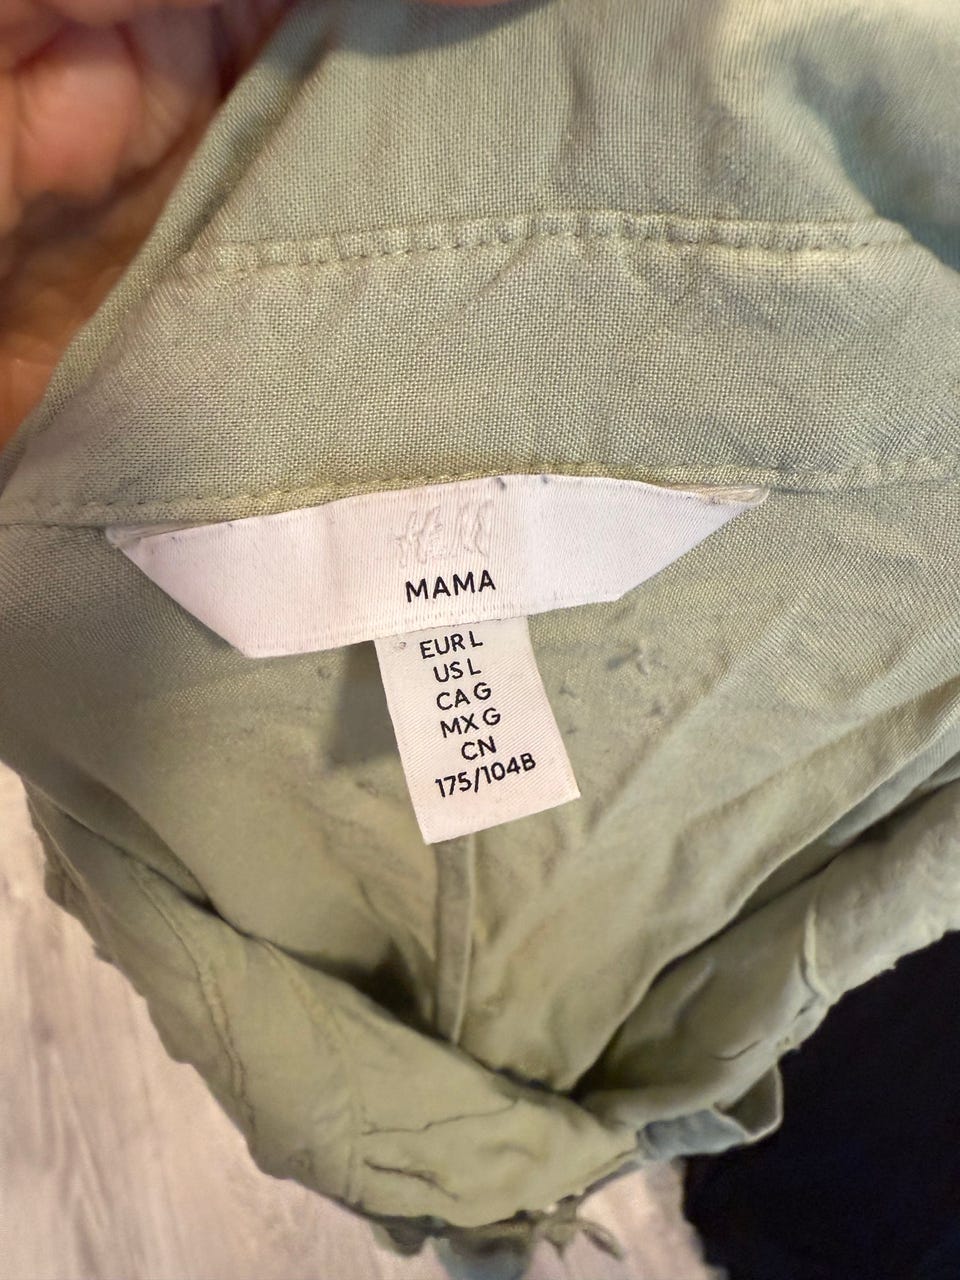 H&M
MAMA
EUR L
US L
CA G
MX G
CN
175/104B